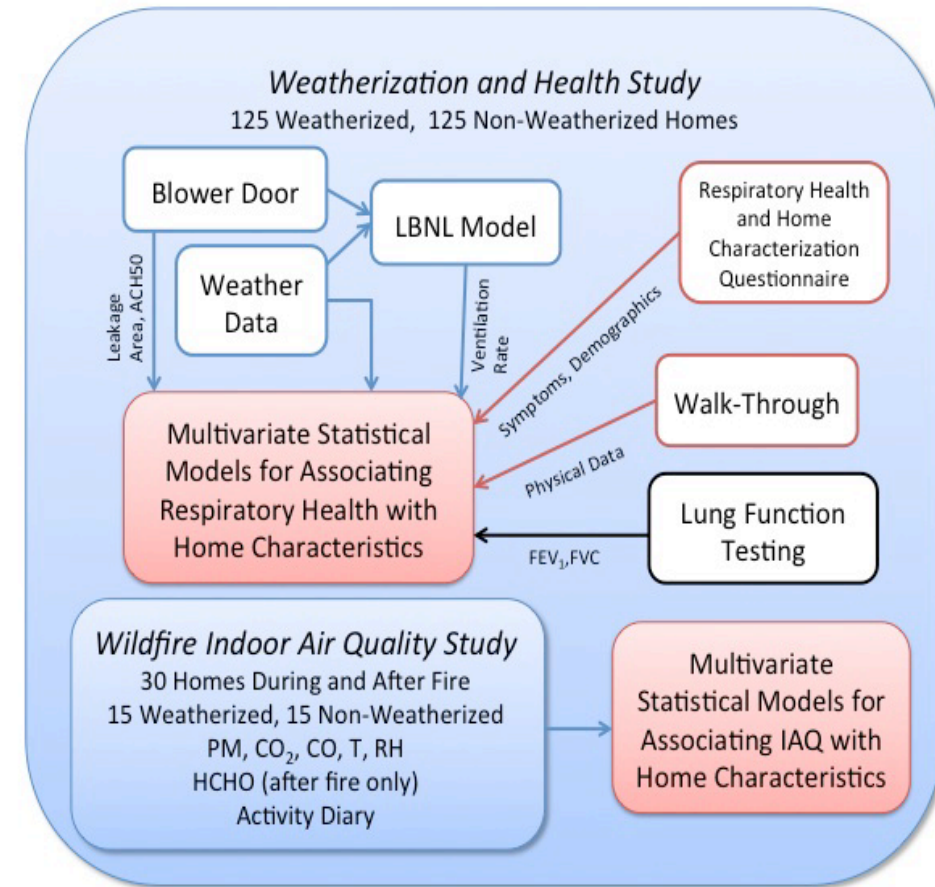 Weatherization and Health Study
125 Weatherized,  125 Non-Weatherized Homes
Blower Door
LBNL Model
Weather
Data
Respiratory Health
and Home
Characterization
Questionnaire
Leakage
Area, ACH50
Ventilation
Rate
Symptoms, Demographics
Walk-Through
Physical Data
Multivariate Statistical
Models for Associating
Respiratory Health with
Home Characteristics
Lung Function
Testing
FEV₁,FVC
Wildfire Indoor Air Quality Study
30 Homes During and After Fire
15 Weatherized, 15 Non-Weatherized
PM, CO₂, CO, T, RH
HCHO (after fire only)
Activity Diary
Multivariate
Statistical Models for
Associating IAQ with
Home Characteristics